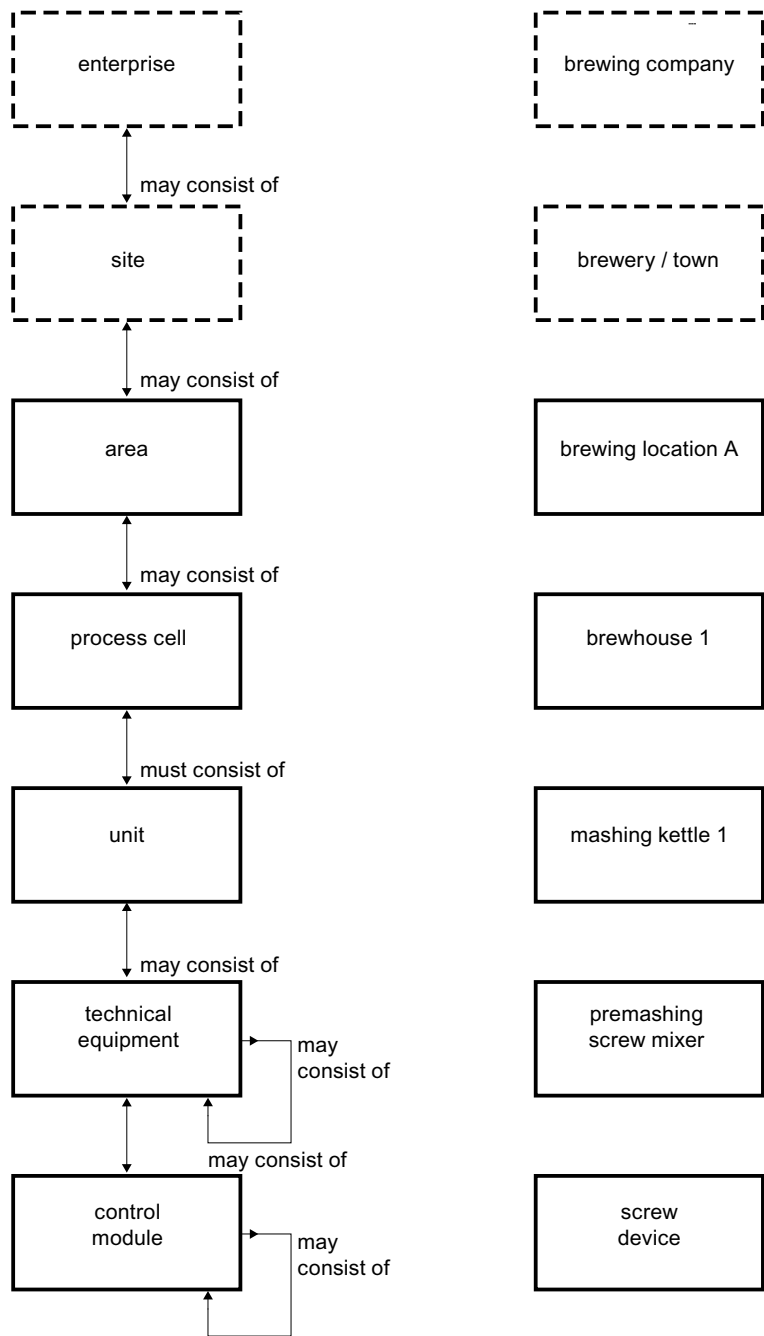 enterprise
brewing company
may consist of
site
brewery / town
may consist of
area
brewing location A
may consist of
process cell
brewhouse 1
must consist of
unit
mashing kettle 1
may consist of
technical
equipment
premashing
screw mixer
may
consist of
may consist of
control
module
screw
device
may
consist of